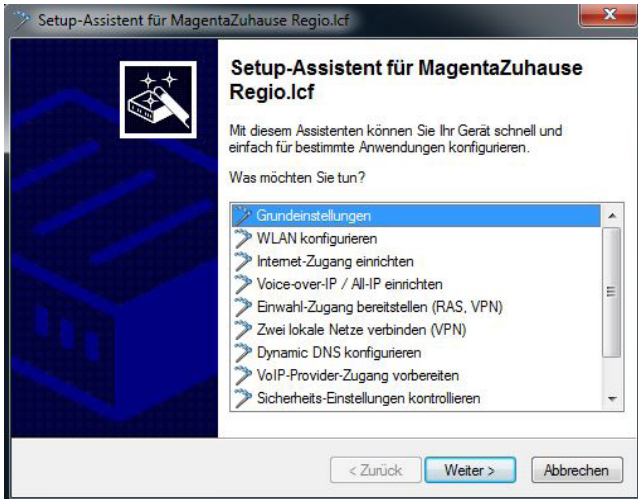 Setup-Assistent für MagentaZuhause Regio.lcf
Setup-Assistent für MagentaZuhause
Regio.lcf
Mit diesem Assistenten können Sie Ihr Gerät schnell und
einfach für bestimmte Anwendungen konfigurieren.
Was möchten Sie tun?
Grundeinstellungen
WLAN konfigurieren
Internet-Zugang einrichten
Voice-over-IP / All-IP einrichten
Einwahl-Zugang bereitstellen (RAS, VPN)
Zwei lokale Netze verbinden (VPN)
Dynamic DNS konfigurieren
VoIP-Provider-Zugang vorbereiten
Sicherheits-Einstellungen kontrollieren
< Zurück Weiter > Abbrechen